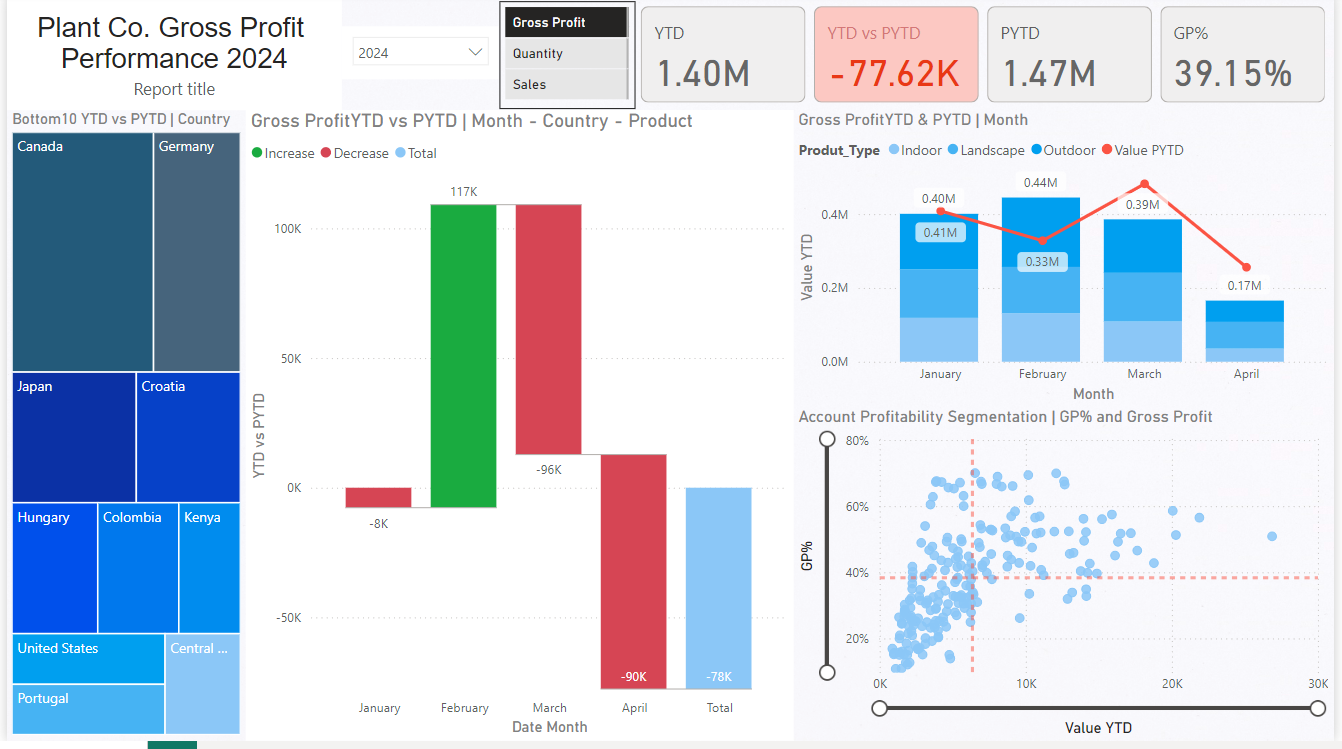 Plant Co. Gross Profit
Performance 2024
Report title
2024
Gross Profit
Quantity
Sales
YTD
1.40M
YTD vs PYTD
-77.62K
PYTD
1.47M
GP%
39.15%
Bottom10 YTD vs PYTD | Country
Canada
Germany
Japan
Croatia
Hungary
Colombia
Kenya
United States
Central ...
Portugal
Gross ProfitYTD vs PYTD | Month - Country - Product
Increase Decrease Total
YTD vs PYTD
100K
50K
0K
-50K
117K
-8K
-96K
-90K
-78K
January February March April Total
Date Month
Gross ProfitYTD & PYTD | Month
Produt_Type Indoor Landscape Outdoor Value PYTD
Value YTD
0.4M
0.2M
0.0M
0.40M
0.41M
0.44M
0.33M
0.39M
0.17M
January February March April
Month
Account Profitability Segmentation | GP% and Gross Profit
GP%
80%
60%
40%
20%
0K 10K 20K 30K
Value YTD